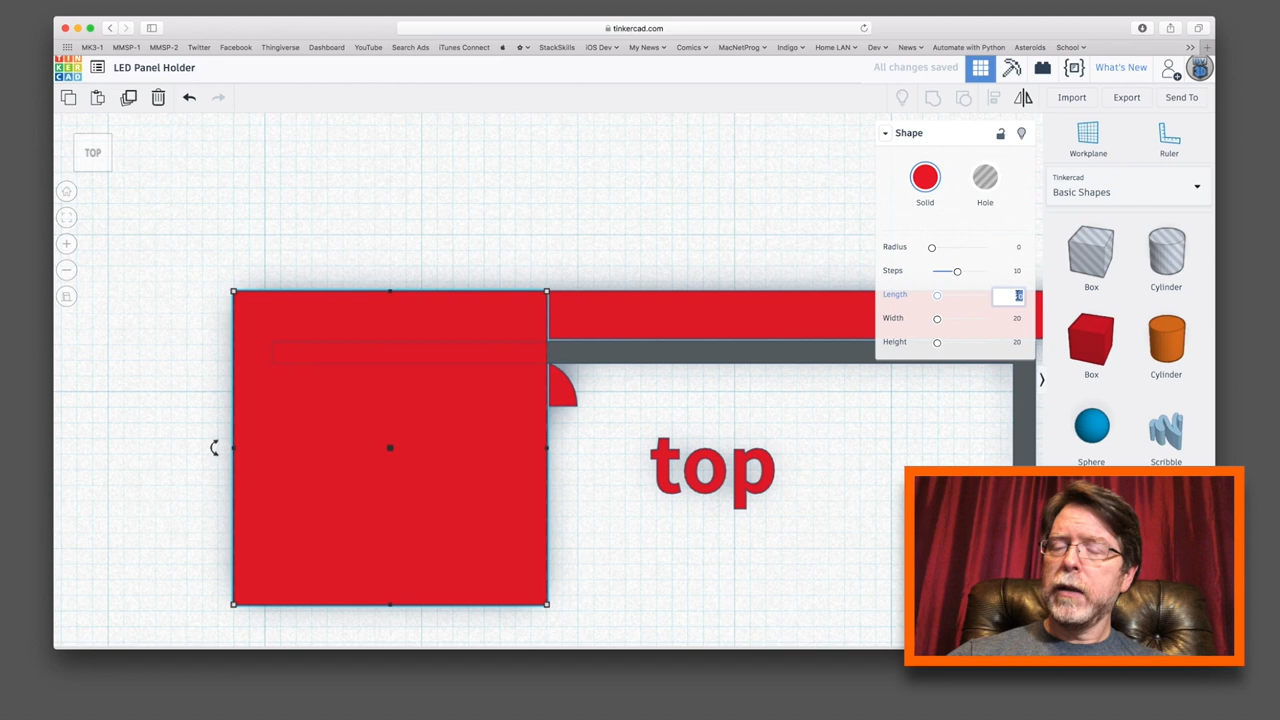 tinkercad.com
MK3-1 MMSP-1 MMSP-2 Twitter Facebook Thingiverse Dashboard YouTube Search Ads iTunes Connect StackSkills iOS Dev My News Comics MacNetProg Indigo Home LAN Dev News Automate with Python Asteroids School
TIN
KER
CAD
LED Panel Holder
All changes saved
What's New
Import
Export
Send To
TOP
Shape
Solid
Hole
Radius 0
Steps 10
Length
Width 20
Height 20
Workplane
Ruler
Tinkercad
Basic Shapes
Box
Cylinder
Box
Cylinder
Sphere
Scribble
top